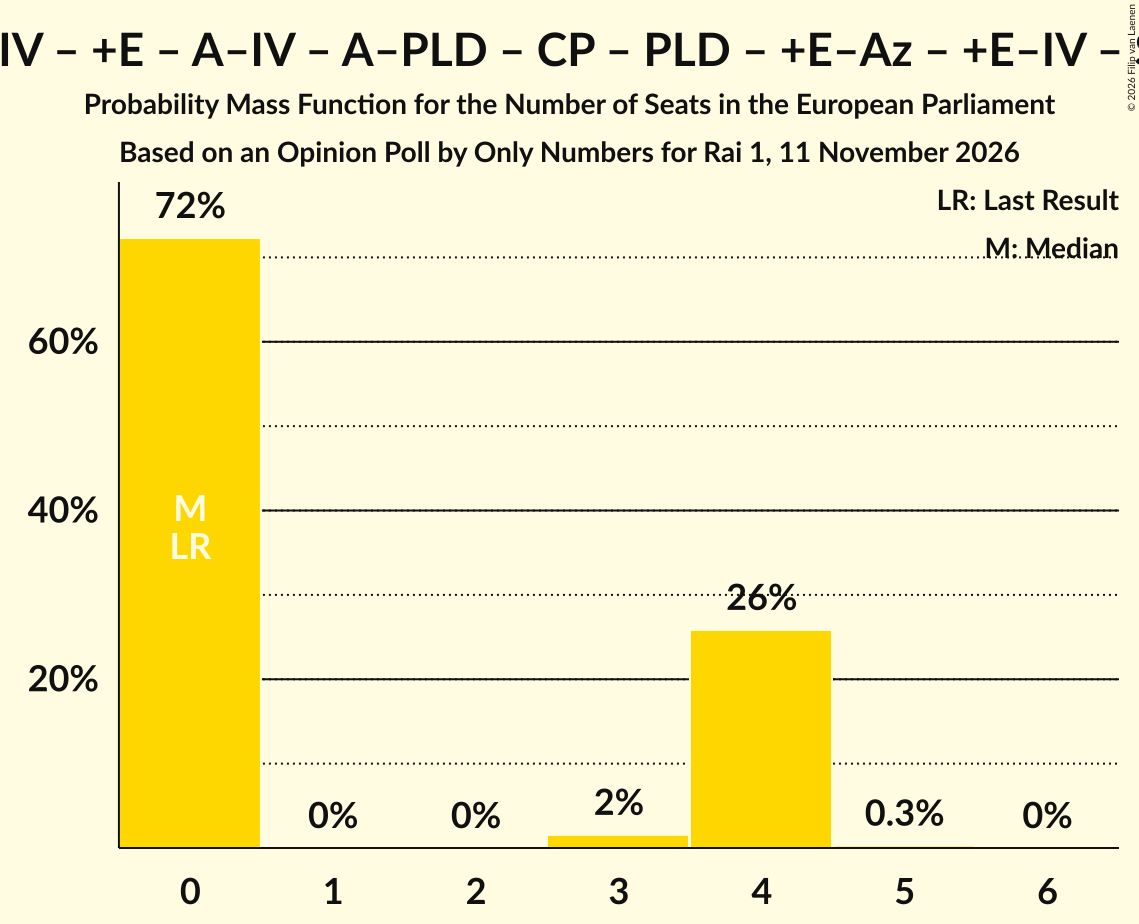 IV – +E – A–IV – A–PLD – CP – PLD – +E–Az – +E–IV –
© 2026 Filip van Laenen
Probability Mass Function for the Number of Seats in the European Parliament
Based on an Opinion Poll by Only Numbers for Rai 1, 11 November 2026
LR: Last Result
M: Median
72%
60%
40%
20%
M
LR
0%
0%
2%
26%
0.3%
0%
0
1
2
3
4
5
6